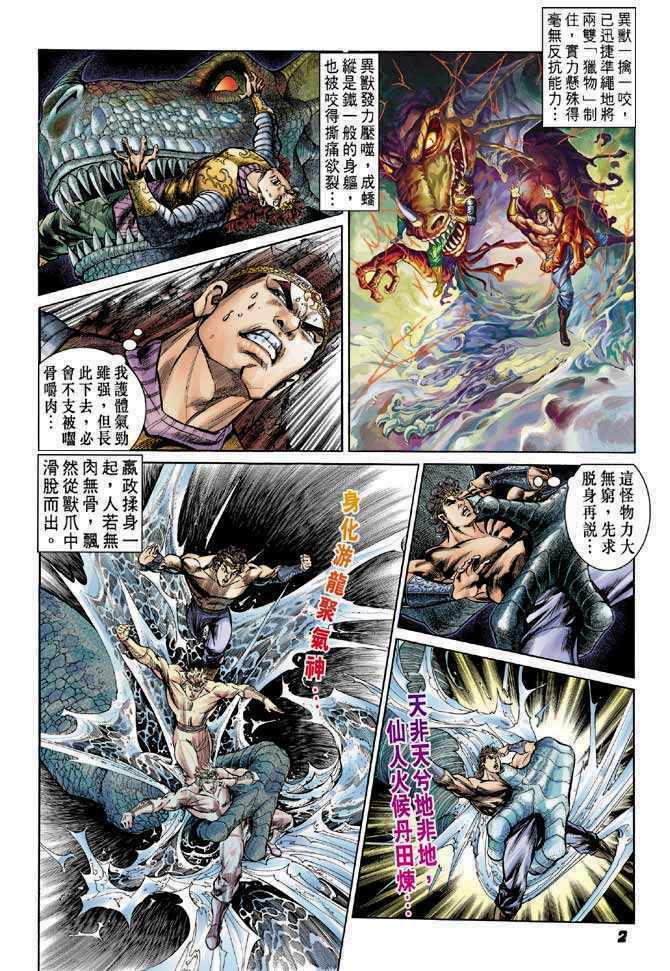 異獸一擒一咬，
已迅捷準繩地將
兩雙「獵物」制
住，實力懸殊得
毫無反抗能力…
異獸發力壓噬，成蟜
縱是鐵一般的身軀，
也被咬得撕痛欲裂…
我護體氣勁
雖强，但長
此下去，必
會不支被囓
骨嚼肉…
這怪物力大
無窮，先求
脱身再説…
嬴政揉身一
起，人若無
肉無骨，飄
然從獸爪中
滑脫而出。
身化游龍聚氣神…
天非天兮地非地，
仙人火候丹田煉…
2